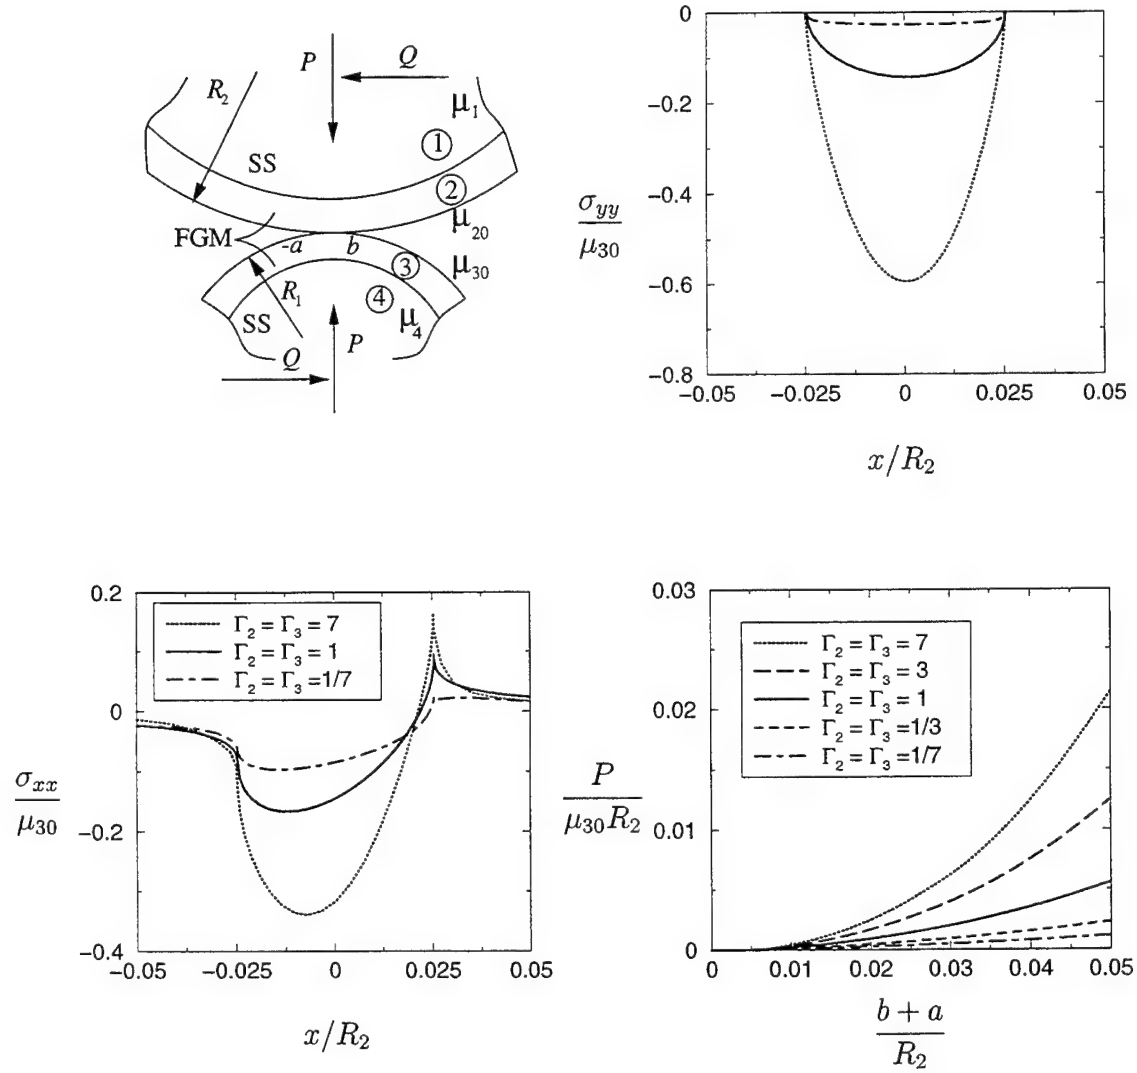 P
Q
R₂
μ₁
1
SS
2
μ₂₀
FGM
-a
b
3
μ₃₀
R₁
4
SS
μ₄
Q
P
0
−0.2
−0.4
−0.6
−0.8
σyy
μ₃₀
−0.05 −0.025 0 0.025 0.05
x/R₂
0.2
0
−0.2
−0.4
Γ₂ = Γ₃ = 7
Γ₂ = Γ₃ = 1
Γ₂ = Γ₃ =1/7
σxx
μ₃₀
−0.05 −0.025 0 0.025 0.05
x/R₂
0.03
0.02
0.01
0
Γ₂ = Γ₃ = 7
Γ₂ = Γ₃ = 3
Γ₂ = Γ₃ = 1
Γ₂ = Γ₃ =1/3
Γ₂ = Γ₃ =1/7
P
μ₃₀R₂
0 0.01 0.02 0.03 0.04 0.05
b + a
R₂